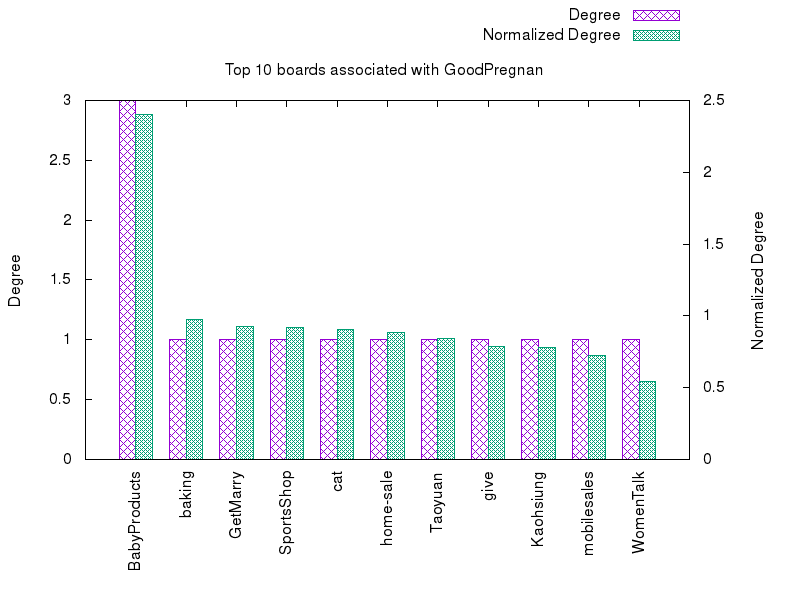 Degree
Normalized Degree
Top 10 boards associated with GoodPregnan
3
2.5
2
1.5
1
0.5
0
2.5
2
1.5
1
0.5
0
Degree
Normalized Degree
BabyProducts
baking
GetMarry
SportsShop
cat
home-sale
Taoyuan
give
Kaohsiung
mobilesales
WomenTalk